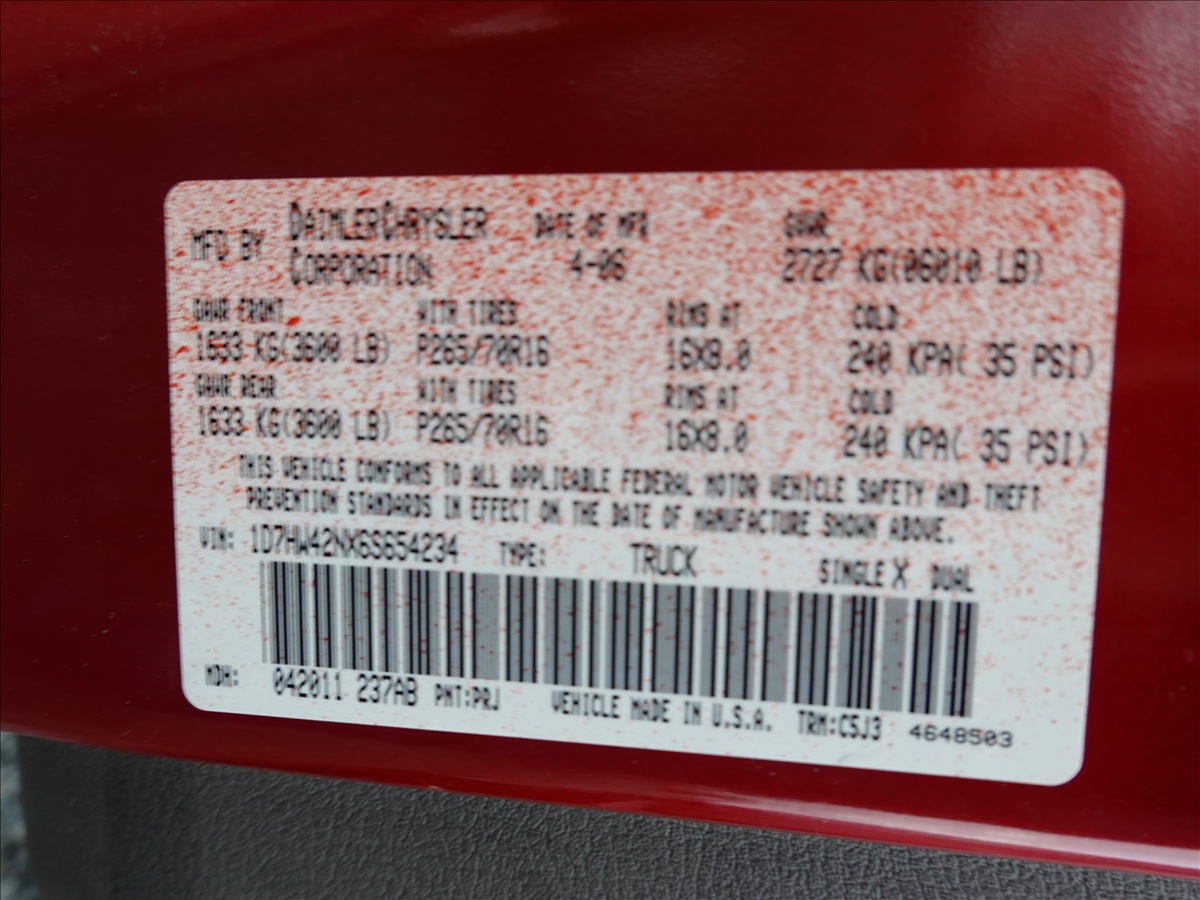 MFD BY DAIMLERCHRYSLER CORPORATION DATE OF MFR 4-06 GVWR 2727 KG(06010 LB)
GAWR FRONT WITH TIRES RIMS AT COLD
1633 KG(3600 LB) P265/70R16 16X8.0 240 KPA( 35 PSI)
GAWR REAR WITH TIRES RIMS AT COLD
1633 KG(3600 LB) P265/70R16 16X8.0 240 KPA( 35 PSI)
THIS VEHICLE CONFORMS TO ALL APPLICABLE FEDERAL MOTOR VEHICLE SAFETY AND THEFT
PREVENTION STANDARDS IN EFFECT ON THE DATE OF MANUFACTURE SHOWN ABOVE.
VIN: 1D7HW42NX6S654234 TYPE: TRUCK SINGLE X DUAL
MDH: 042011 237AB PNT:PRJ VEHICLE MADE IN U.S.A. TRM:C5J3 4648503